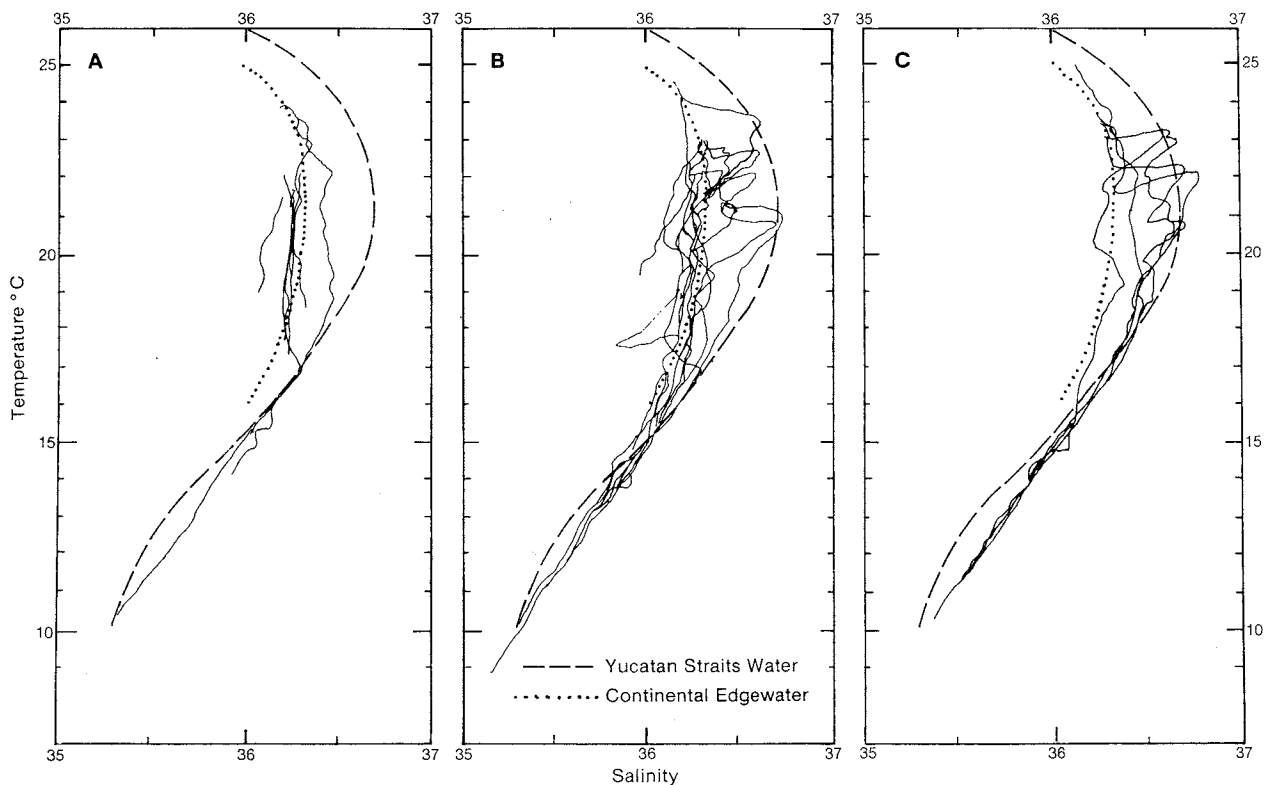 35 36 37 35 36 37 35 36 37
A B C
25 25
20 20
Temperature °C
15 15
10 10
— — — Yucatan Straits Water
........ Continental Edgewater
35 36 37 35 36 37 35 36 37
Salinity